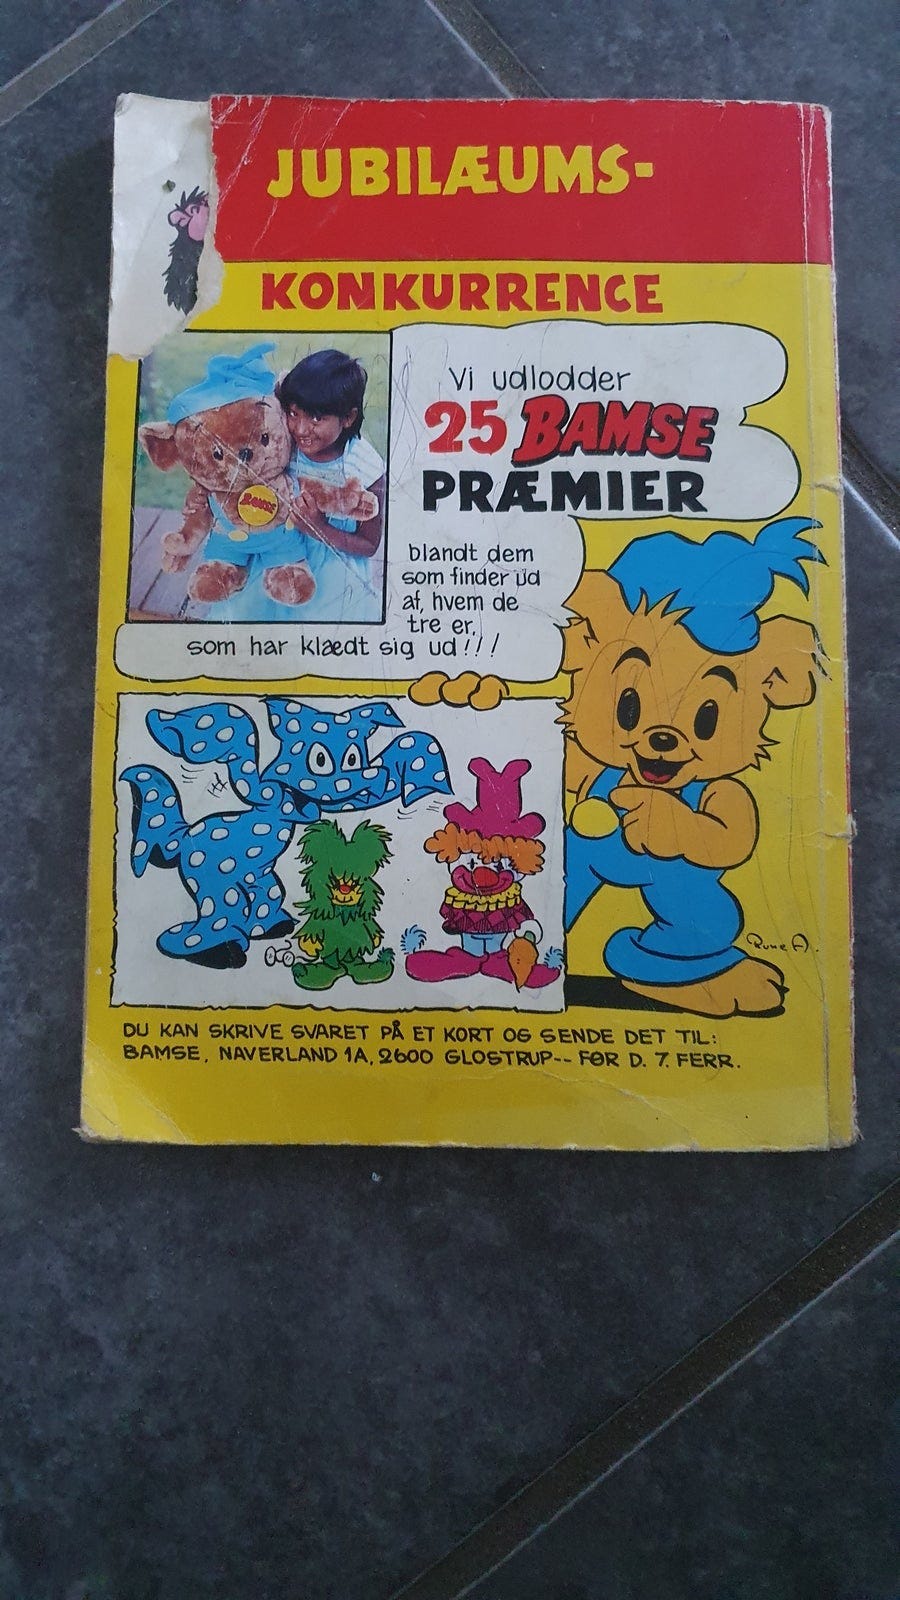 JUBILÆUMS-
KONKURRENCE
Vi udlodder
25 BAMSE
PRÆMIER
blandt dem
som finder ud
af, hvem de
tre er,
som har klædt sig ud!!!
BAMSE
Rune A.
DU KAN SKRIVE SVARET PÅ ET KORT OG SENDE DET TIL:
BAMSE, NAVERLAND 1A, 2600 GLOSTRUP-- FØR D. 7. FEBR.